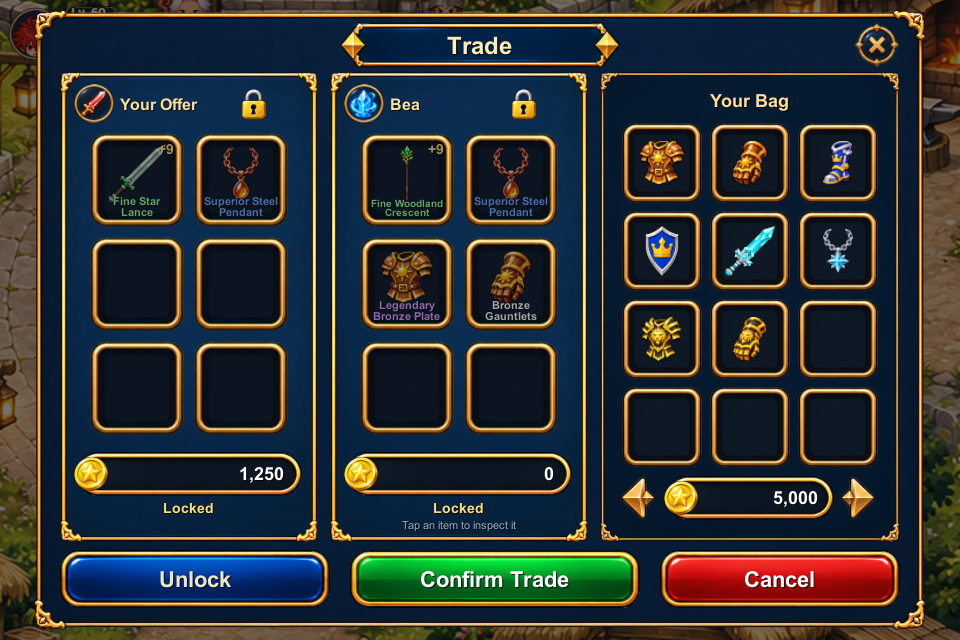 Lv. 60
Trade
Your Offer
+9
Fine Star
Lance
Superior Steel
Pendant
1,250
Locked
Bea
+9
Fine Woodland
Crescent
Superior Steel
Pendant
Legendary
Bronze Plate
Bronze
Gauntlets
0
Locked
Tap an item to inspect it
Your Bag
5,000
Unlock
Confirm Trade
Cancel